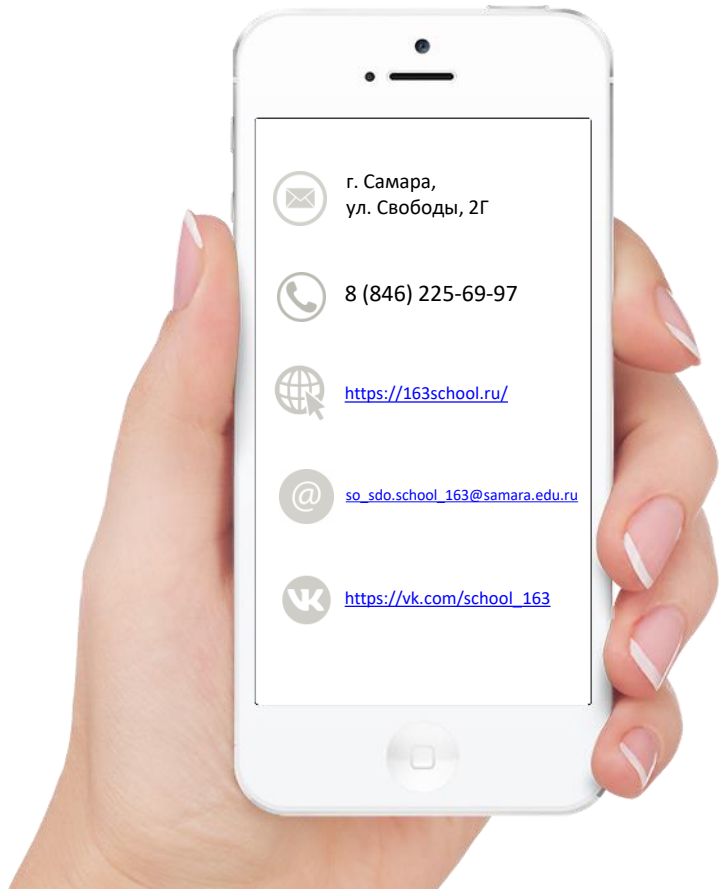 г. Самара,
ул. Свободы, 2Г
8 (846) 225-69-97
https://163school.ru/
so_sdo.school_163@samara.edu.ru
https://vk.com/school_163